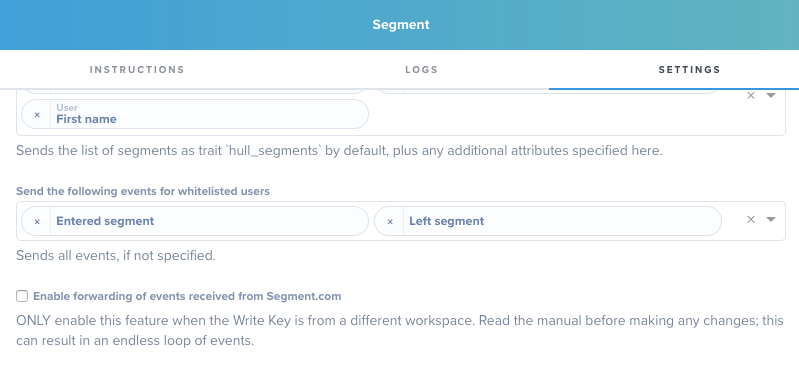 Segment
INSTRUCTIONS
LOGS
SETTINGS
× User
First name
×
Sends the list of segments as trait `hull_segments` by default, plus any additional attributes specified here.
Send the following events for whitelisted users
× Entered segment
× Left segment
×
Sends all events, if not specified.
Enable forwarding of events received from Segment.com
ONLY enable this feature when the Write Key is from a different workspace. Read the manual before making any changes; this
can result in an endless loop of events.